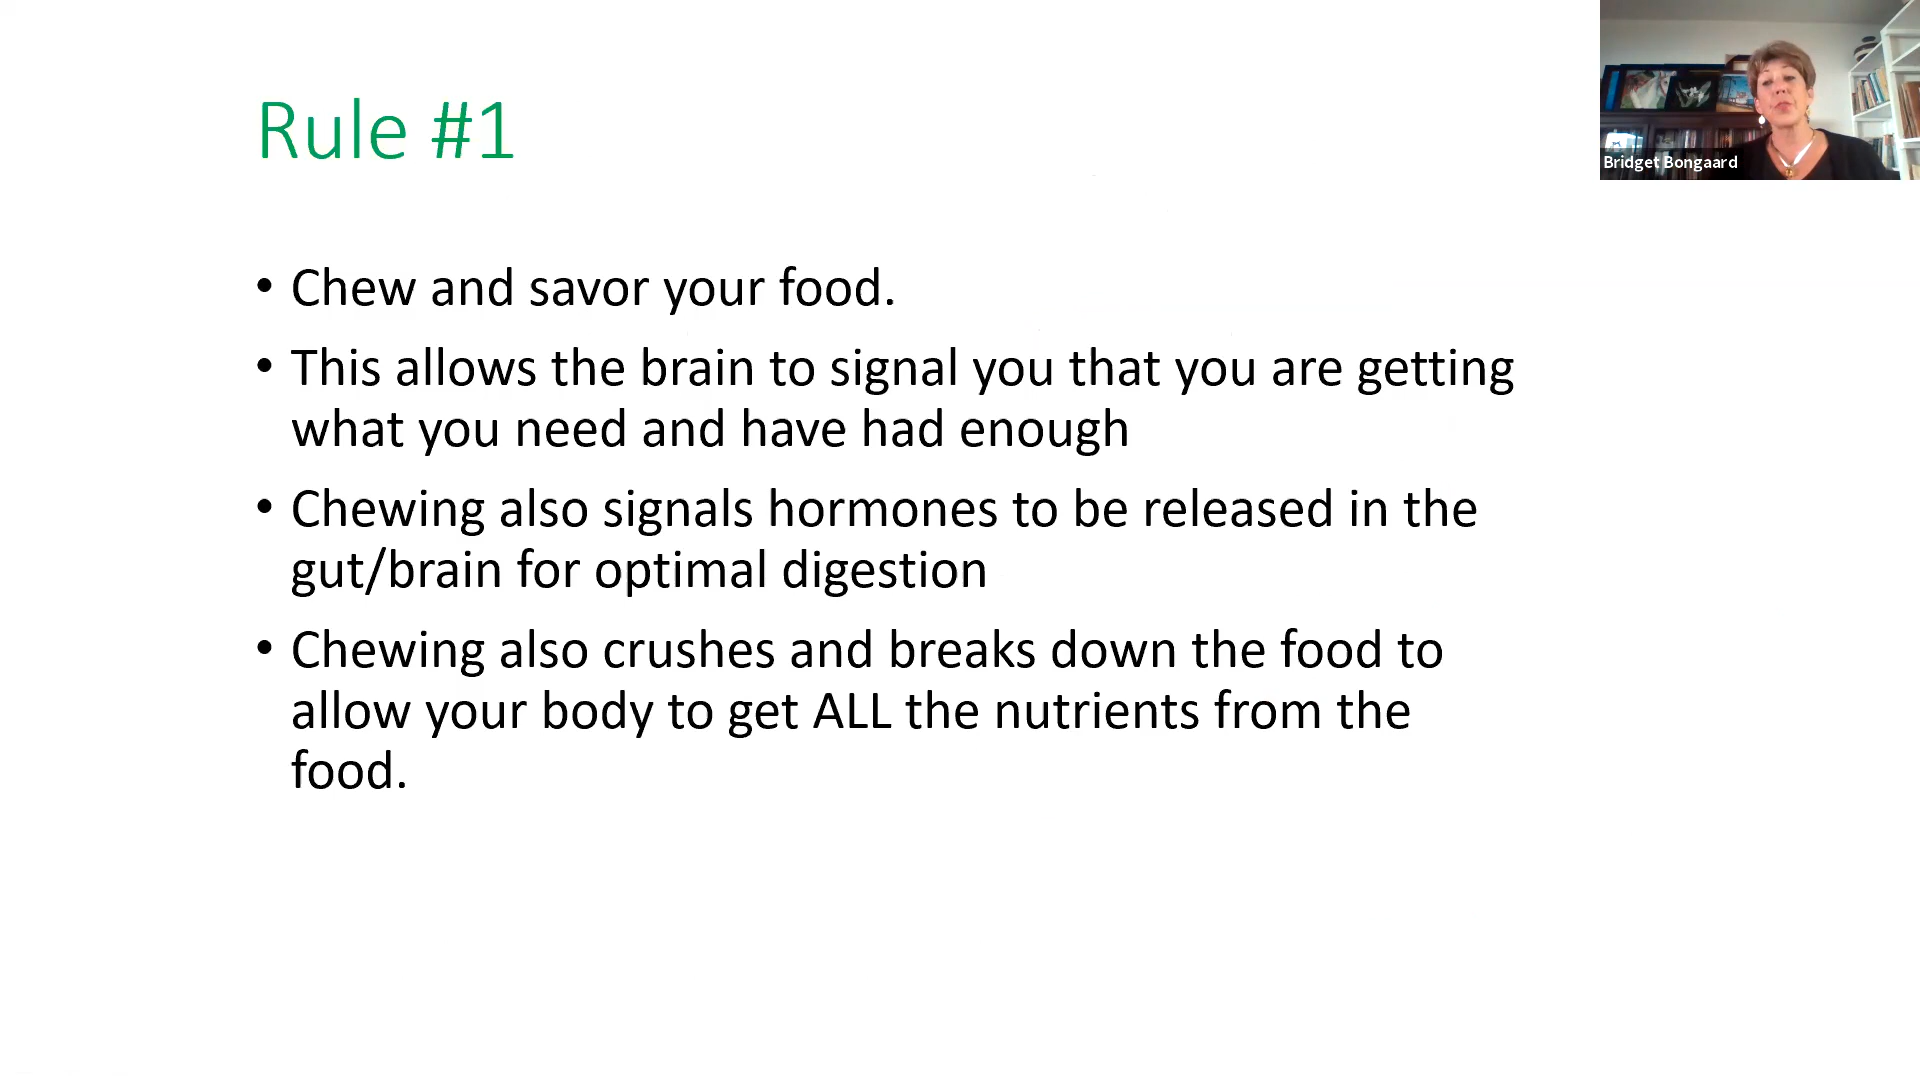 Rule #1
• Chew and savor your food.
• This allows the brain to signal you that you are getting
what you need and have had enough
• Chewing also signals hormones to be released in the
gut/brain for optimal digestion
• Chewing also crushes and breaks down the food to
allow your body to get ALL the nutrients from the
food.
Bridget Bongaard